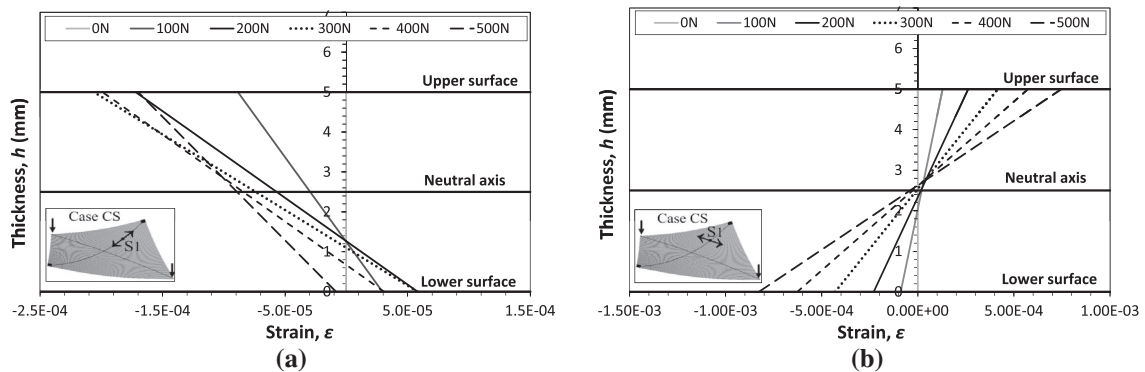 0N 100N 200N 300N 400N 500N
6
Upper surface
5
4
3
Neutral axis
2
1
Lower surface
0
Thickness, h (mm)
Case CS
S1
-2.5E-04 -1.5E-04 -5.0E-05 5.0E-05 1.5E-04
Strain, ε
(a)
0N 100N 200N 300N 400N 500N
6
Upper surface
5
4
3
Neutral axis
2
1
Lower surface
0
Thickness, h (mm)
Case CS
S1
-1.50E-03 -1.00E-03 -5.00E-04 0.00E+00 5.00E-04 1.00E-03
Strain, ε
(b)